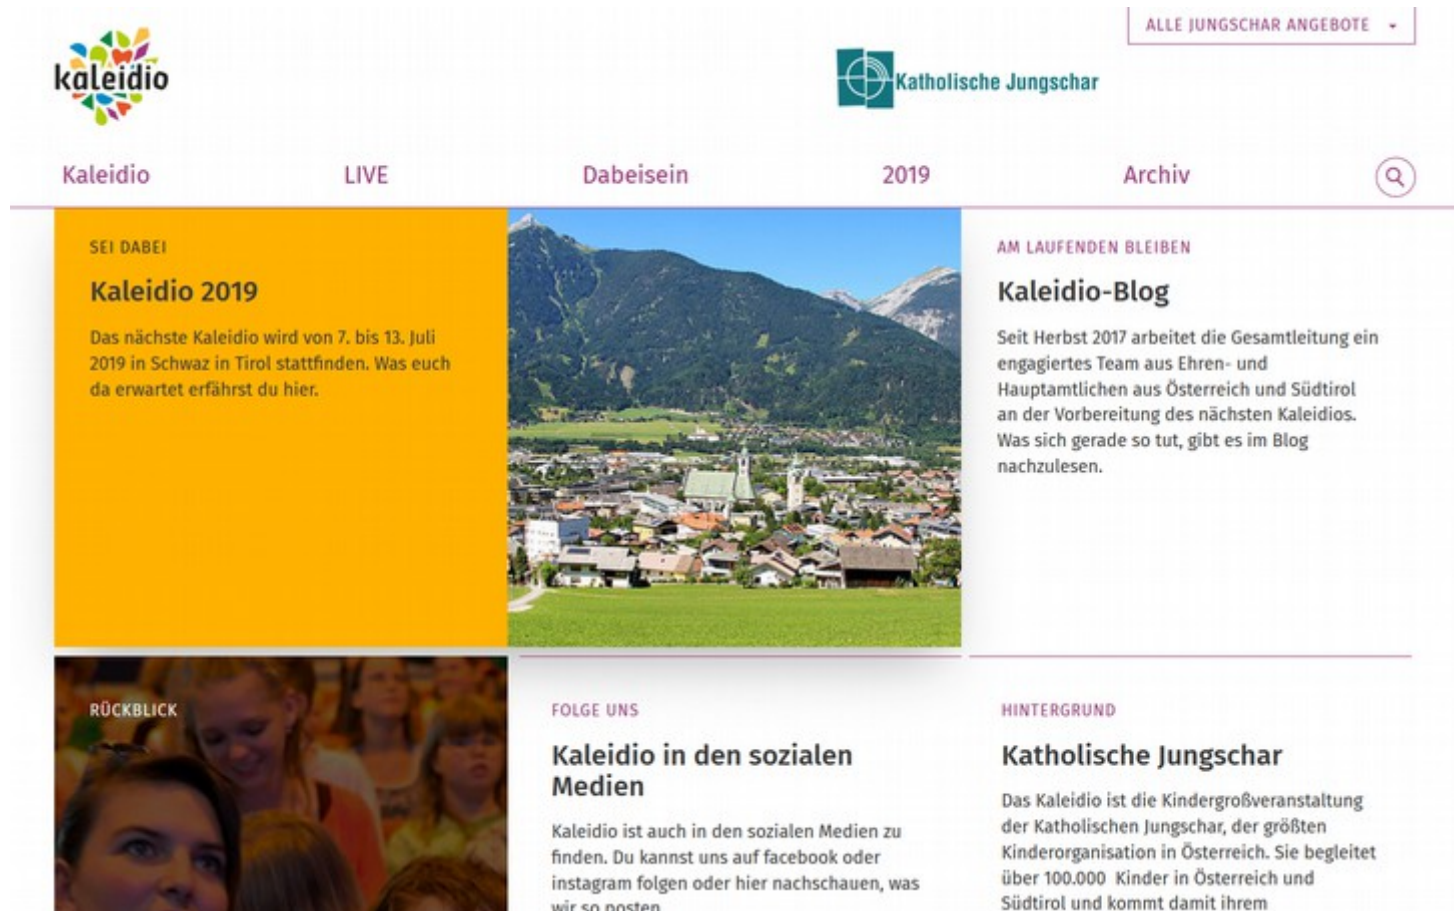 ALLE JUNGSCHAR ANGEBOTE
kaleidio
Katholische Jungschar
Kaleidio
LIVE
Dabeisein
2019
Archiv
SEI DABEI
Kaleidio 2019
Das nächste Kaleidio wird von 7. bis 13. Juli
2019 in Schwaz in Tirol stattfinden. Was euch
da erwartet erfährst du hier.
AM LAUFENDEN BLEIBEN
Kaleidio-Blog
Seit Herbst 2017 arbeitet die Gesamtleitung ein
engagiertes Team aus Ehren- und
Hauptamtlichen aus Österreich und Südtirol
an der Vorbereitung des nächsten Kaleidios.
Was sich gerade so tut, gibt es im Blog
nachzulesen.
RÜCKBLICK
FOLGE UNS
Kaleidio in den sozialen
Medien
Kaleidio ist auch in den sozialen Medien zu
finden. Du kannst uns auf facebook oder
instagram folgen oder hier nachschauen, was
wir so posten
HINTERGRUND
Katholische Jungschar
Das Kaleidio ist die Kindergroßveranstaltung
der Katholischen Jungschar, der größten
Kinderorganisation in Österreich. Sie begleitet
über 100.000 Kinder in Österreich und
Südtirol und kommt damit ihrem